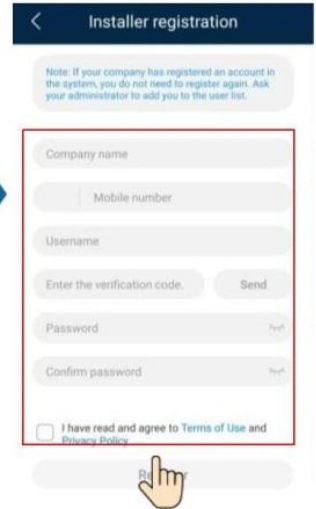 Installer registration
Note: If your company has registered an account in
the system, you do not need to register again. Ask
your administrator to add you to the user list.
Company name
Mobile number
Username
Enter the verification code.
Send
Password
Confirm password
I have read and agree to Terms of Use and
Privacy Policy